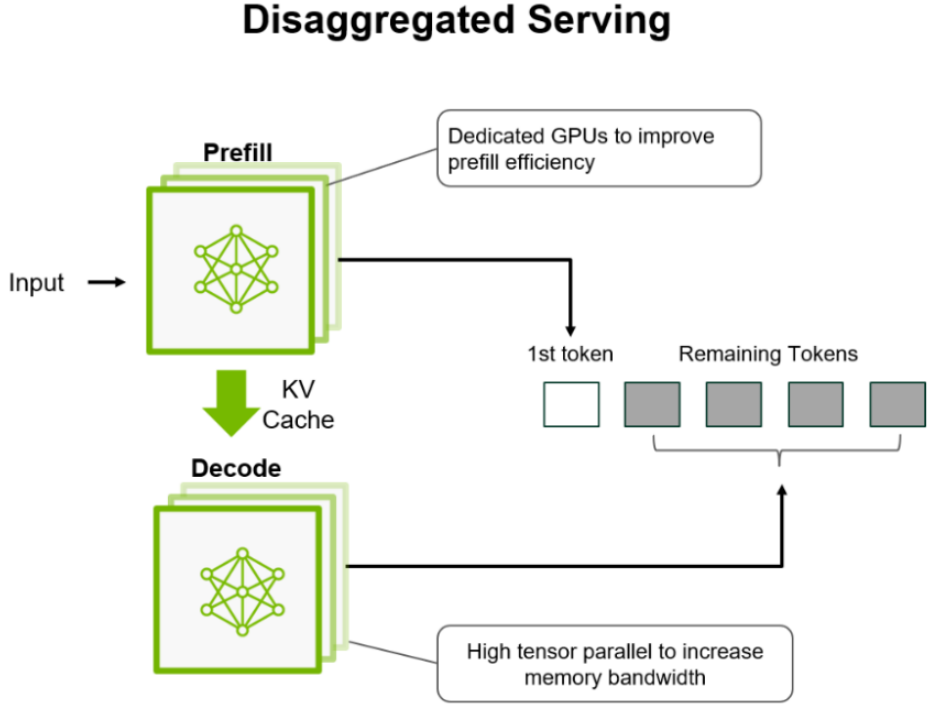 Disaggregated Serving
Prefill
Dedicated GPUs to improve
prefill efficiency
Input
1st token
Remaining Tokens
KV
Cache
Decode
High tensor parallel to increase
memory bandwidth